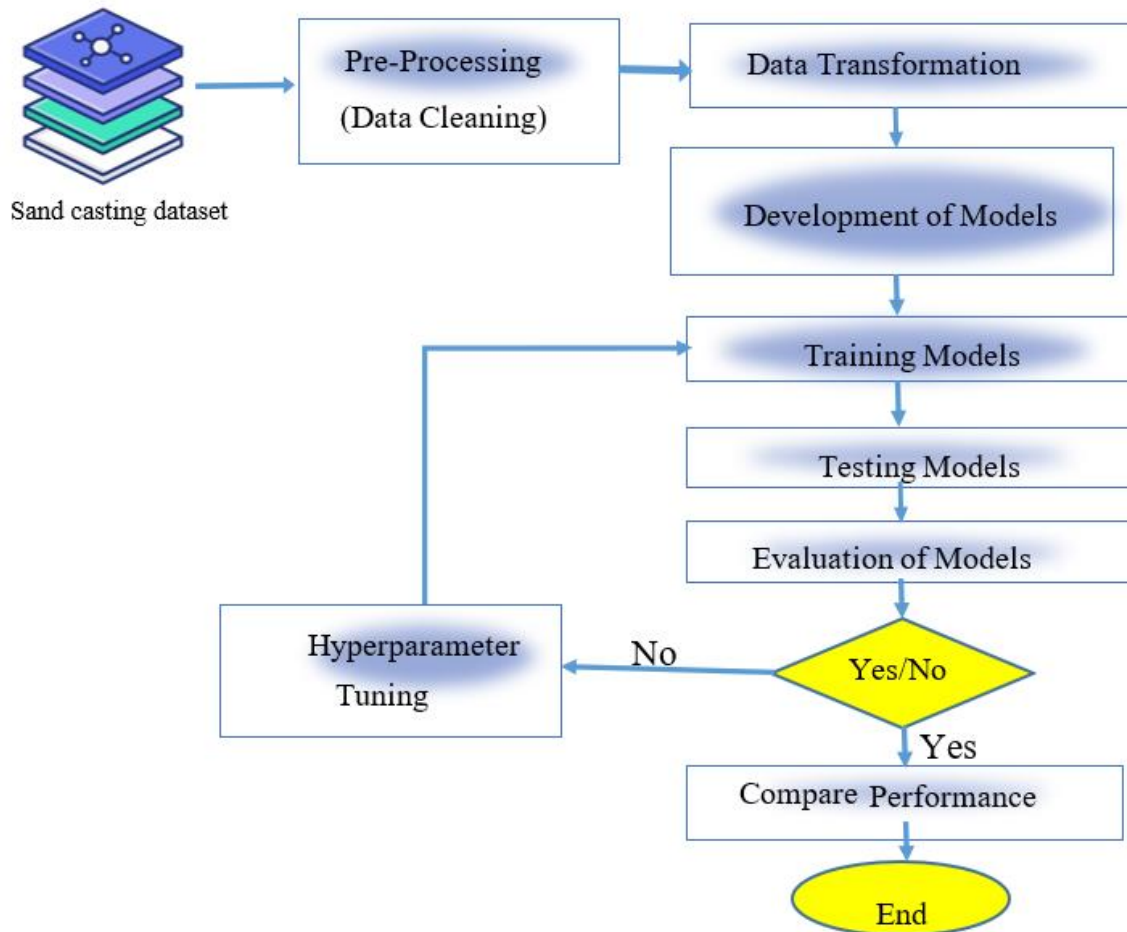 Sand casting dataset
Pre-Processing
(Data Cleaning)
Data Transformation
Development of Models
Training Models
Testing Models
Evaluation of Models
Yes/No
No
Hyperparameter
Tuning
Yes
Compare Performance
End